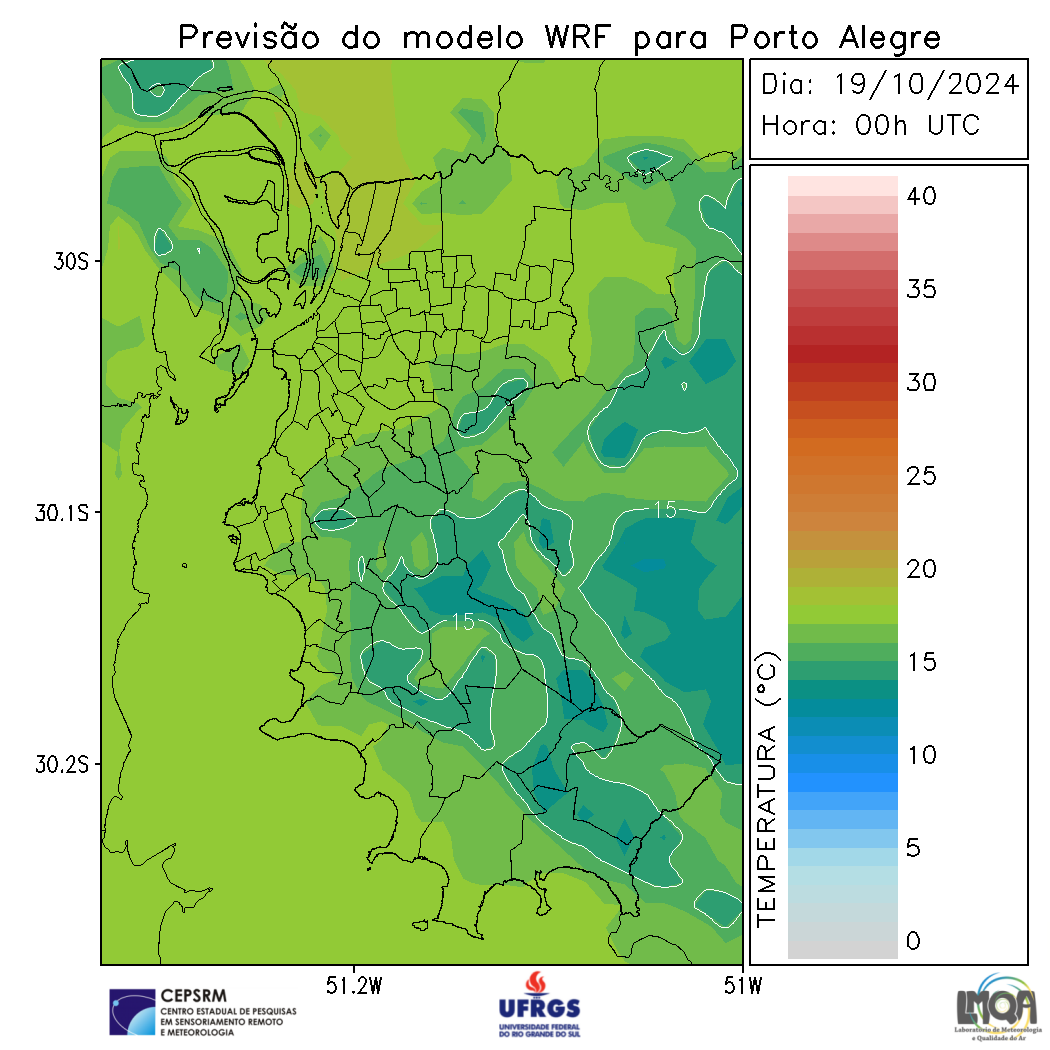 Previsão do modelo WRF para Porto Alegre
Dia: 19/10/2024
Hora: 00h UTC
40
35
30
25
20
15
10
5
0
TEMPERATURA (°C)
30S
30.1S
30.2S
15
15
51.2W
51W
CEPSRM
CENTRO ESTADUAL DE PESQUISAS
EM SENSORIAMENTO REMOTO
E METEOROLOGIA
UFRGS
UNIVERSIDADE FEDERAL
DO RIO GRANDE DO SUL
LMQA
Laboratório de Meteorologia
e Qualidade do Ar